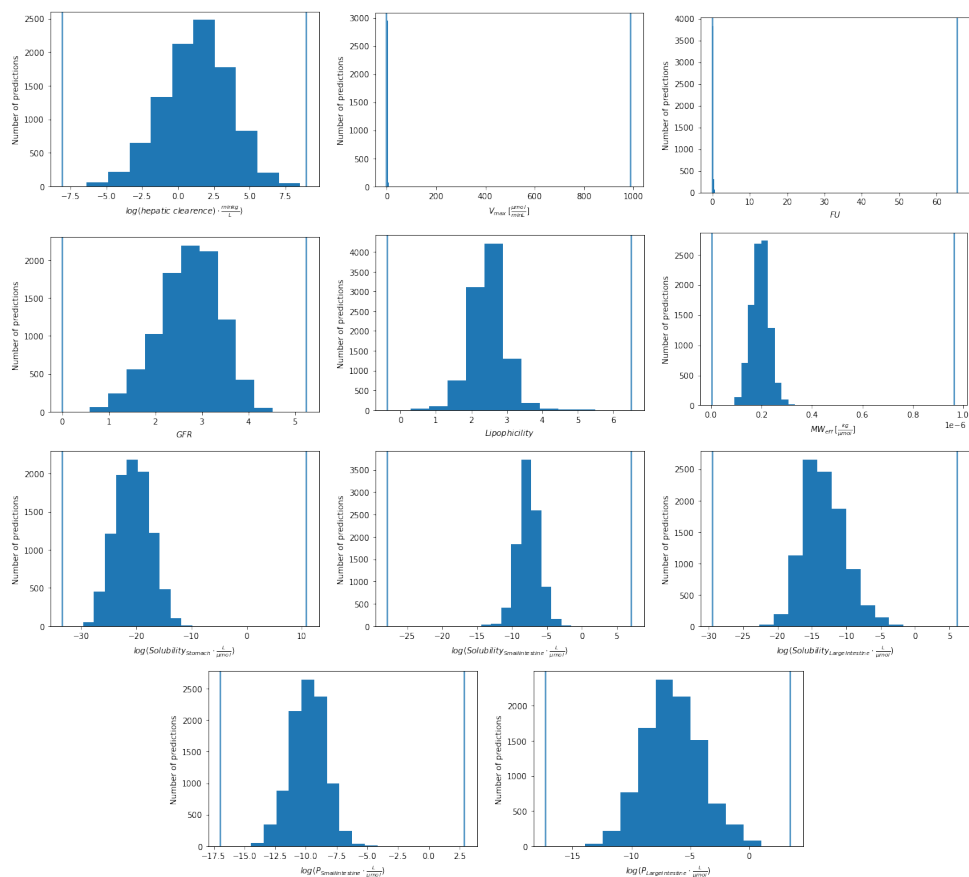 Number of predictions
2500
2000
1500
1000
500
0
−7.5 −5.0 −2.5 0.0 2.5 5.0 7.5
log(hepatic clearence) · minkg/L)
Number of predictions
3000
2500
2000
1500
1000
500
0
0 200 400 600 800 1000
Vmax [μmol/minL]
Number of predictions
4000
3500
3000
2500
2000
1500
1000
500
0
0 10 20 30 40 50 60
FU
Number of predictions
2000
1500
1000
500
0
0 1 2 3 4 5
GFR
Number of predictions
4000
3500
3000
2500
2000
1500
1000
500
0
0 1 2 3 4 5 6
Lipophicility
Number of predictions
3000
2500
2000
1500
1000
500
0
0.0 0.2 0.4 0.6 0.8 1.0
1e−6
MWeff [kg/μmol]
Number of predictions
2000
1500
1000
500
0
−30 −20 −10 0 10
log(SolubilityStomach · L/μmol)
Number of predictions
3500
3000
2500
2000
1500
1000
500
0
−25 −20 −15 −10 −5 0 5
log(SolubilitySmallintestine · L/μmol)
Number of predictions
2500
2000
1500
1000
500
0
−30 −25 −20 −15 −10 −5 0 5
log(SolubilityLargeIntestine · L/μmol)
Number of predictions
2500
2000
1500
1000
500
0
−17.5 −15.0 −12.5 −10.0 −7.5 −5.0 −2.5 0.0 2.5
log(PSmallintestine · L/μmol)
Number of predictions
2000
1500
1000
500
0
−15 −10 −5 0
log(PLargeIntestine · L/μmol)